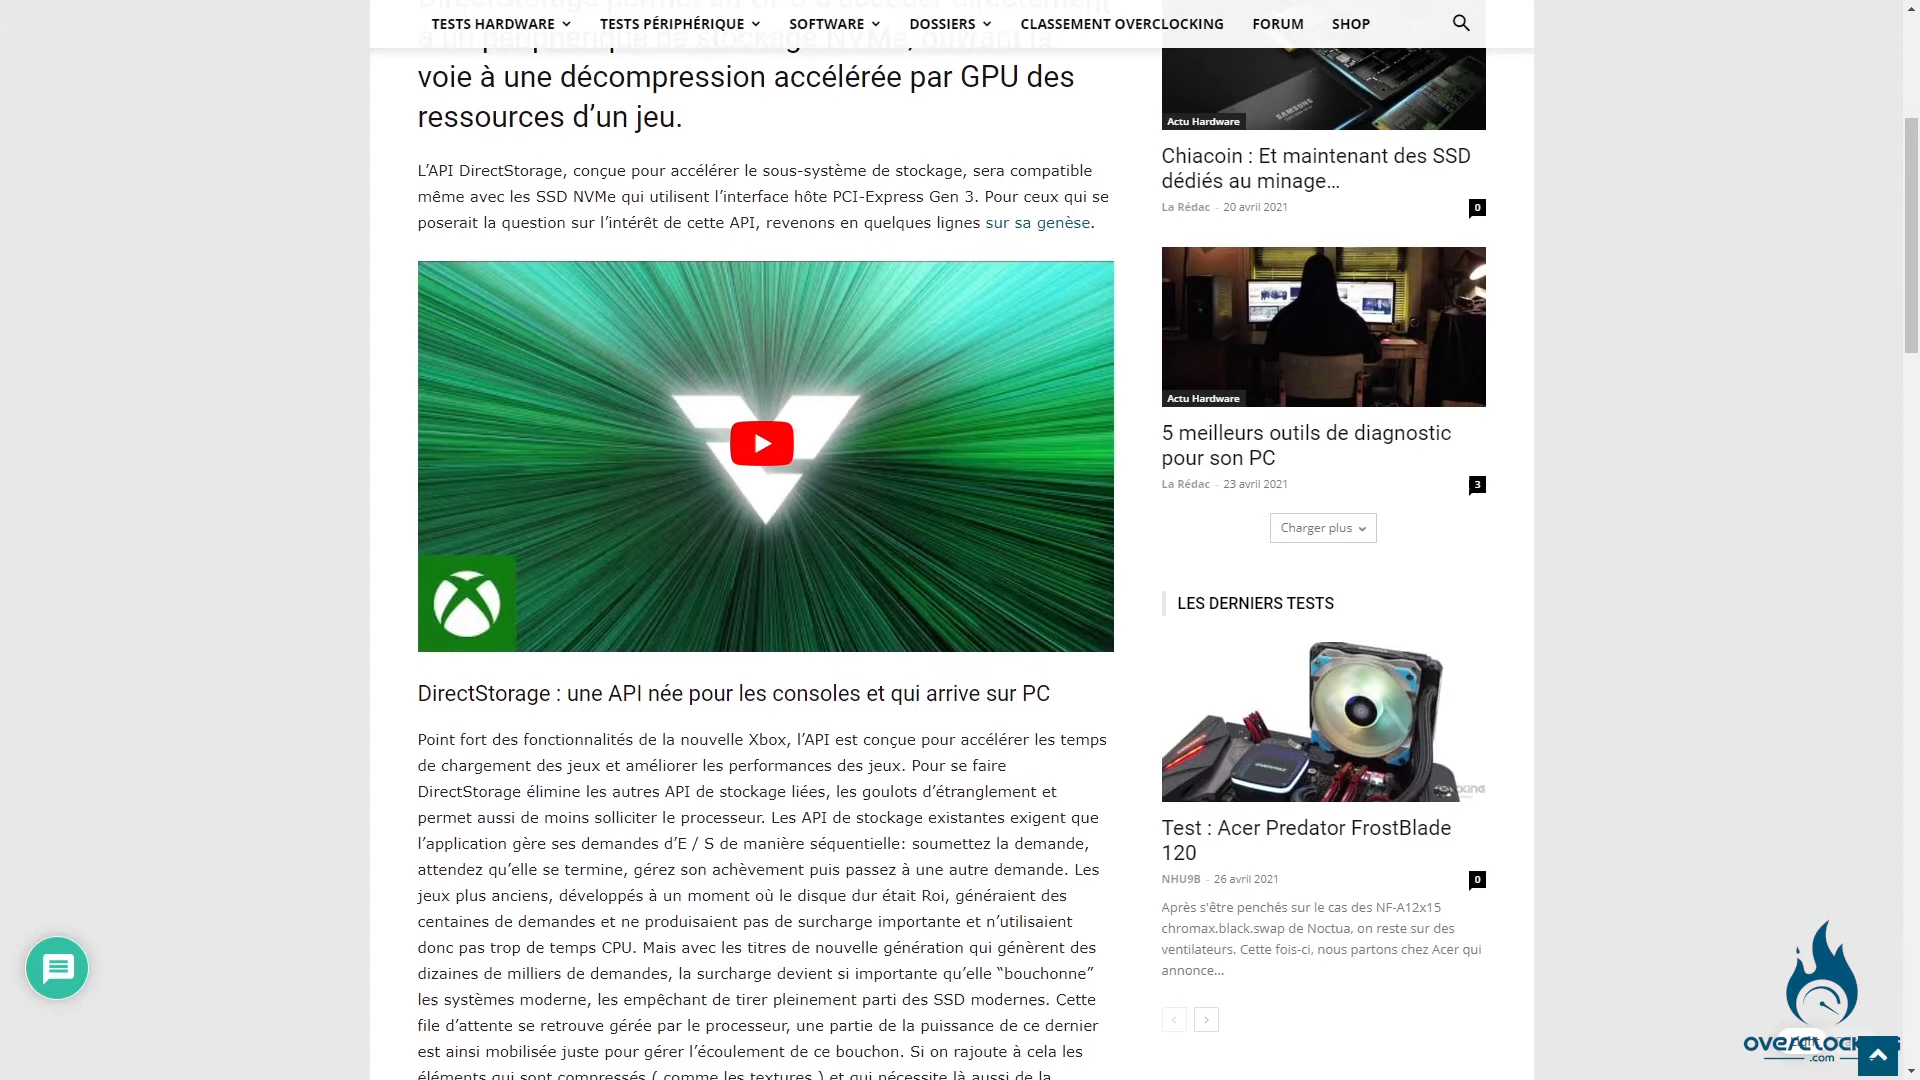 TESTS HARDWARE
TESTS PÉRIPHÉRIQUE
SOFTWARE
DOSSIERS
CLASSEMENT OVERCLOCKING
FORUM
SHOP
voie à une décompression accélérée par GPU des
ressources d’un jeu.
L’API DirectStorage, conçue pour accélérer le sous-système de stockage, sera compatible
même avec les SSD NVMe qui utilisent l’interface hôte PCI-Express Gen 3. Pour ceux qui se
poserait la question sur l’intérêt de cette API, revenons en quelques lignes sur sa genèse.
DirectStorage : une API née pour les consoles et qui arrive sur PC
Point fort des fonctionnalités de la nouvelle Xbox, l’API est conçue pour accélérer les temps
de chargement des jeux et améliorer les performances des jeux. Pour se faire
DirectStorage élimine les autres API de stockage liées, les goulots d’étranglement et
permet aussi de moins solliciter le processeur. Les API de stockage existantes exigent que
l’application gère ses demandes d’E / S de manière séquentielle: soumettez la demande,
attendez qu’elle se termine, gérez son achèvement puis passez à une autre demande. Les
jeux plus anciens, développés à un moment où le disque dur était Roi, généraient des
centaines de demandes et ne produisaient pas de surcharge importante et n’utilisaient
donc pas trop de temps CPU. Mais avec les titres de nouvelle génération qui génèrent des
dizaines de milliers de demandes, la surcharge devient si importante qu’elle “bouchonne”
les systèmes moderne, les empêchant de tirer pleinement parti des SSD modernes. Cette
file d’attente se retrouve gérée par le processeur, une partie de la puissance de ce dernier
est ainsi mobilisée juste pour gérer l’écoulement de ce bouchon. Si on rajoute à cela les
éléments qui sont compressés ( comme les textures ) et qui nécessite là aussi de la
SAMSUNG
Actu Hardware
Chiacoin : Et maintenant des SSD
dédiés au minage…
La Rédac - 20 avril 2021
0
Actu Hardware
5 meilleurs outils de diagnostic
pour son PC
La Rédac - 23 avril 2021
3
Charger plus
LES DERNIERS TESTS
Test : Acer Predator FrostBlade
120
NHU9B - 26 avril 2021
0
Après s'être penchés sur le cas des NF-A12x15
chromax.black.swap de Noctua, on reste sur des
ventilateurs. Cette fois-ci, nous partons chez Acer qui
annonce...
OVERCLOCKING
.com